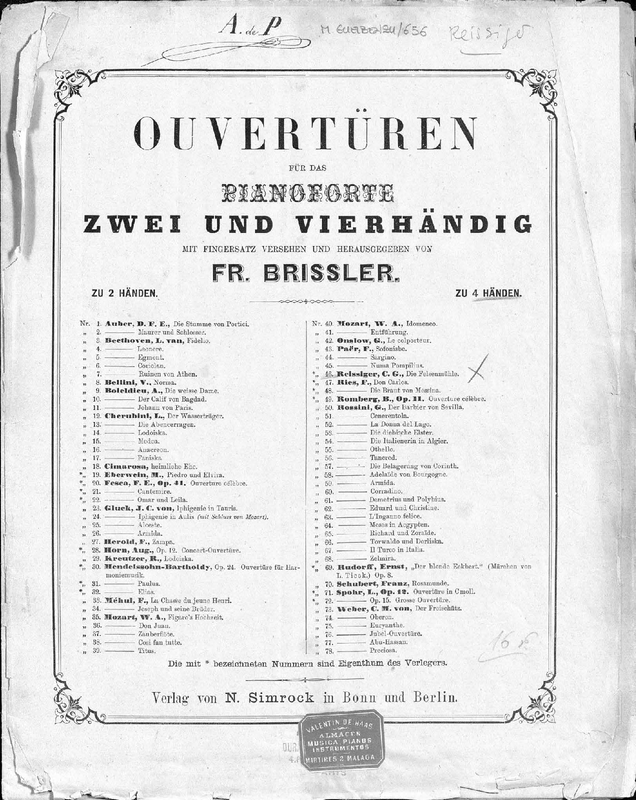 A. de P
Reissiger
OUVERTÜREN
FÜR DAS
PIANOFORTE
ZWEI UND VIERHÄNDIG
MIT FINGERSATZ VERSEHEN UND HERAUSGEGEBEN VON
FR. BRISSLER.
ZU 2 HÄNDEN.
Nr. 1. Auber, D. F. E., Die Stumme von Portici.
„ 2. —— Maurer und Schlosser.
„ 3. Beethoven, L. van, Fidelio.
„ 4. —— Leonore.
„ 5. —— Egmont.
„ 6. —— Coriolan.
„ 7. —— Ruinen von Athen.
„ 8. Bellini, V., Norma.
„ 9. Boieldieu, A., Die weisse Dame.
„ 10. —— Der Calif von Bagdad.
„ 11. —— Johann von Paris.
„ 12. Cherubini, L., Der Wasserträger.
„ 13. —— Die Abencerragen.
„ 14. —— Lodoiska.
„ 15. —— Medea.
„ 16. —— Anacreon.
„ 17. —— Faniska.
„ 18. Cimarosa, heimliche Ehe.
*„ 19. Eberwein, M., Piedro und Elvira.
*„ 20. Fesca, F. E., Op. 41. Ouverture célèbre.
*„ 21. —— Cantemire.
*„ 22. —— Omar und Leila.
„ 23. Gluck, J. C. von, Iphigenie in Tauris.
„ 24. —— Iphigenie in Aulis (mit Schluss von Mozart).
„ 25. —— Alceste.
„ 26. —— Armida.
„ 27. Herold, F., Zampa.
*„ 28. Horn, Aug., Op. 12. Concert-Ouvertüre.
„ 29. Kreutzer, R., Lodoiska.
*„ 30. Mendelssohn-Bartholdy, Op. 24. Ouvertüre für Harmoniemusik.
*„ 31. —— Paulus.
*„ 32. —— Elias.
„ 33. Méhul, F., La Chasse du jeune Henri.
„ 34. —— Joseph und seine Brüder.
„ 35. Mozart, W. A., Figaro's Hochzeit.
„ 36. —— Don Juan.
„ 37. —— Zauberflöte.
„ 38. —— Cosi fan tutte.
„ 39. —— Titus.
ZU 4 HÄNDEN.
Nr. 40. Mozart, W. A., Idomeneo.
„ 41. —— Entführung.
„ 42. Onslow, G., Le colporteur.
„ 43. Paër, F., Sofonisbe.
„ 44. —— Sargino.
„ 45. —— Numa Pompilius.
*„ 46. Reissiger, C. G., Die Felsenmühle.
*„ 47. Ries, F., Don Carlos.
*„ 48. —— Die Braut von Messina.
*„ 49. Romberg, B., Op. 11. Ouverture célèbre.
„ 50. Rossini, G., Der Barbier von Sevilla.
„ 51. —— Cenerentola.
„ 52. —— La Donna del Lago.
„ 53. —— Die diebische Elster.
„ 54. —— Die Italienerin in Algier.
„ 55. —— Othello.
„ 56. —— Tancred.
„ 57. —— Die Belagerung von Corinth.
„ 58. —— Adelaide von Bourgogne.
„ 59. —— Armida.
„ 60. —— Corradino.
„ 61. —— Demetrius und Polybius.
„ 62. —— Eduard und Christine.
„ 63. —— L'Inganno felice.
„ 64. —— Moses in Aegypten.
„ 65. —— Richard und Zoraide.
„ 66. —— Torwaldo und Dorliska.
„ 67. —— Il Turco in Italia.
„ 68. —— Zelmira.
*„ 69. Rudorff, Ernst, „Der blonde Eckbert." (Märchen von L. Tieck.) Op. 8.
„ 70. Schubert, Franz, Rosamunde.
*„ 71. Spohr, L., Op. 12. Ouvertüre in Cmoll.
*„ 72. —— Op. 15. Grosse Ouvertüre.
„ 73. Weber, C. M. von, Der Freischütz.
„ 74. —— Oberon.
„ 75. —— Euryanthe.
„ 76. —— Jubel-Ouvertüre.
„ 77. —— Abu-Hassan.
„ 78. —— Preciosa.
Die mit * bezeichneten Nummern sind Eigenthum des Verlegers.
Verlag von N. Simrock in Bonn und Berlin.
VALENTIN DE HAAS
ALMACEN
MUSICA PIANOS
INSTRUMENTOS
MARTIRES 2 MALAGA